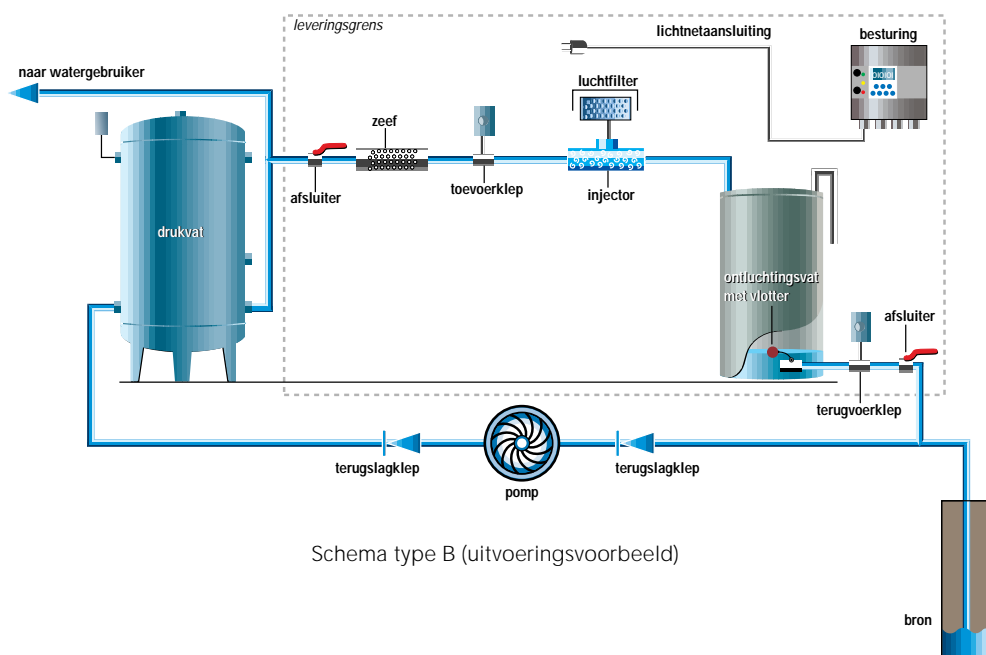 leveringsgrens
lichtnetaansluiting
besturing
naar watergebruiker
luchtfilter
zeef
afsluiter
toevoerklep
injector
drukvat
ontluchtingsvat
met vlotter
afsluiter
terugvoerklep
terugslagklep
pomp
terugslagklep
Schema type B (uitvoeringsvoorbeeld)
bron